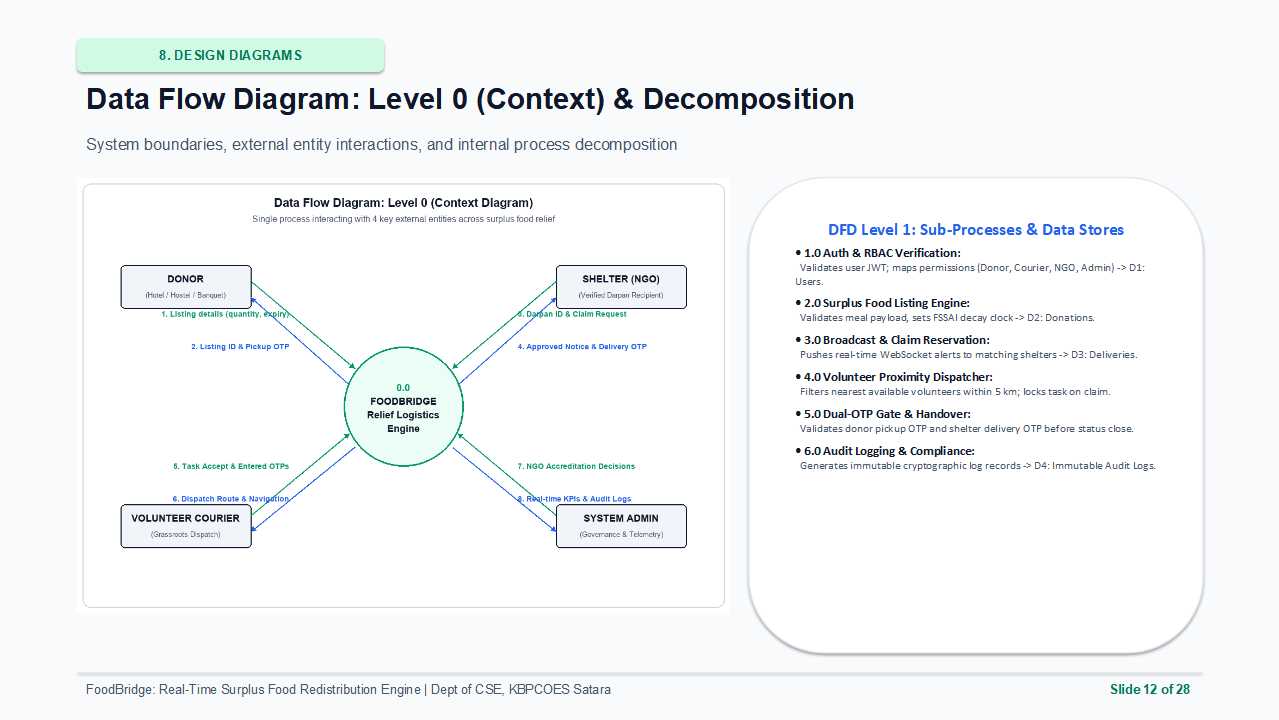 8. DESIGN DIAGRAMS
Data Flow Diagram: Level 0 (Context) & Decomposition
System boundaries, external entity interactions, and internal process decomposition
Data Flow Diagram: Level 0 (Context Diagram)
Single process interacting with 4 key external entities across surplus food relief
DONOR
(Hotel / Hostel / Banquet)
SHELTER (NGO)
(Verified Darpan Recipient)
1. Listing details (quantity, expiry)
3. Darpan ID & Claim Request
2. Listing ID & Pickup OTP
4. Approved Notice & Delivery OTP
0.0
FOODBRIDGE
Relief Logistics
Engine
5. Task Accept & Entered OTPs
7. NGO Accreditation Decisions
6. Dispatch Route & Navigation
8. Real-time KPIs & Audit Logs
VOLUNTEER COURIER
(Grassroots Dispatch)
SYSTEM ADMIN
(Governance & Telemetry)
DFD Level 1: Sub-Processes & Data Stores
• 1.0 Auth & RBAC Verification:
Validates user JWT; maps permissions (Donor, Courier, NGO, Admin) -> D1:
Users.
• 2.0 Surplus Food Listing Engine:
Validates meal payload, sets FSSAI decay clock -> D2: Donations.
• 3.0 Broadcast & Claim Reservation:
Pushes real-time WebSocket alerts to matching shelters -> D3: Deliveries.
• 4.0 Volunteer Proximity Dispatcher:
Filters nearest available volunteers within 5 km; locks task on claim.
• 5.0 Dual-OTP Gate & Handover:
Validates donor pickup OTP and shelter delivery OTP before status close.
• 6.0 Audit Logging & Compliance:
Generates immutable cryptographic log records -> D4: Immutable Audit Logs.
FoodBridge: Real-Time Surplus Food Redistribution Engine | Dept of CSE, KBPCOES Satara
Slide 12 of 28